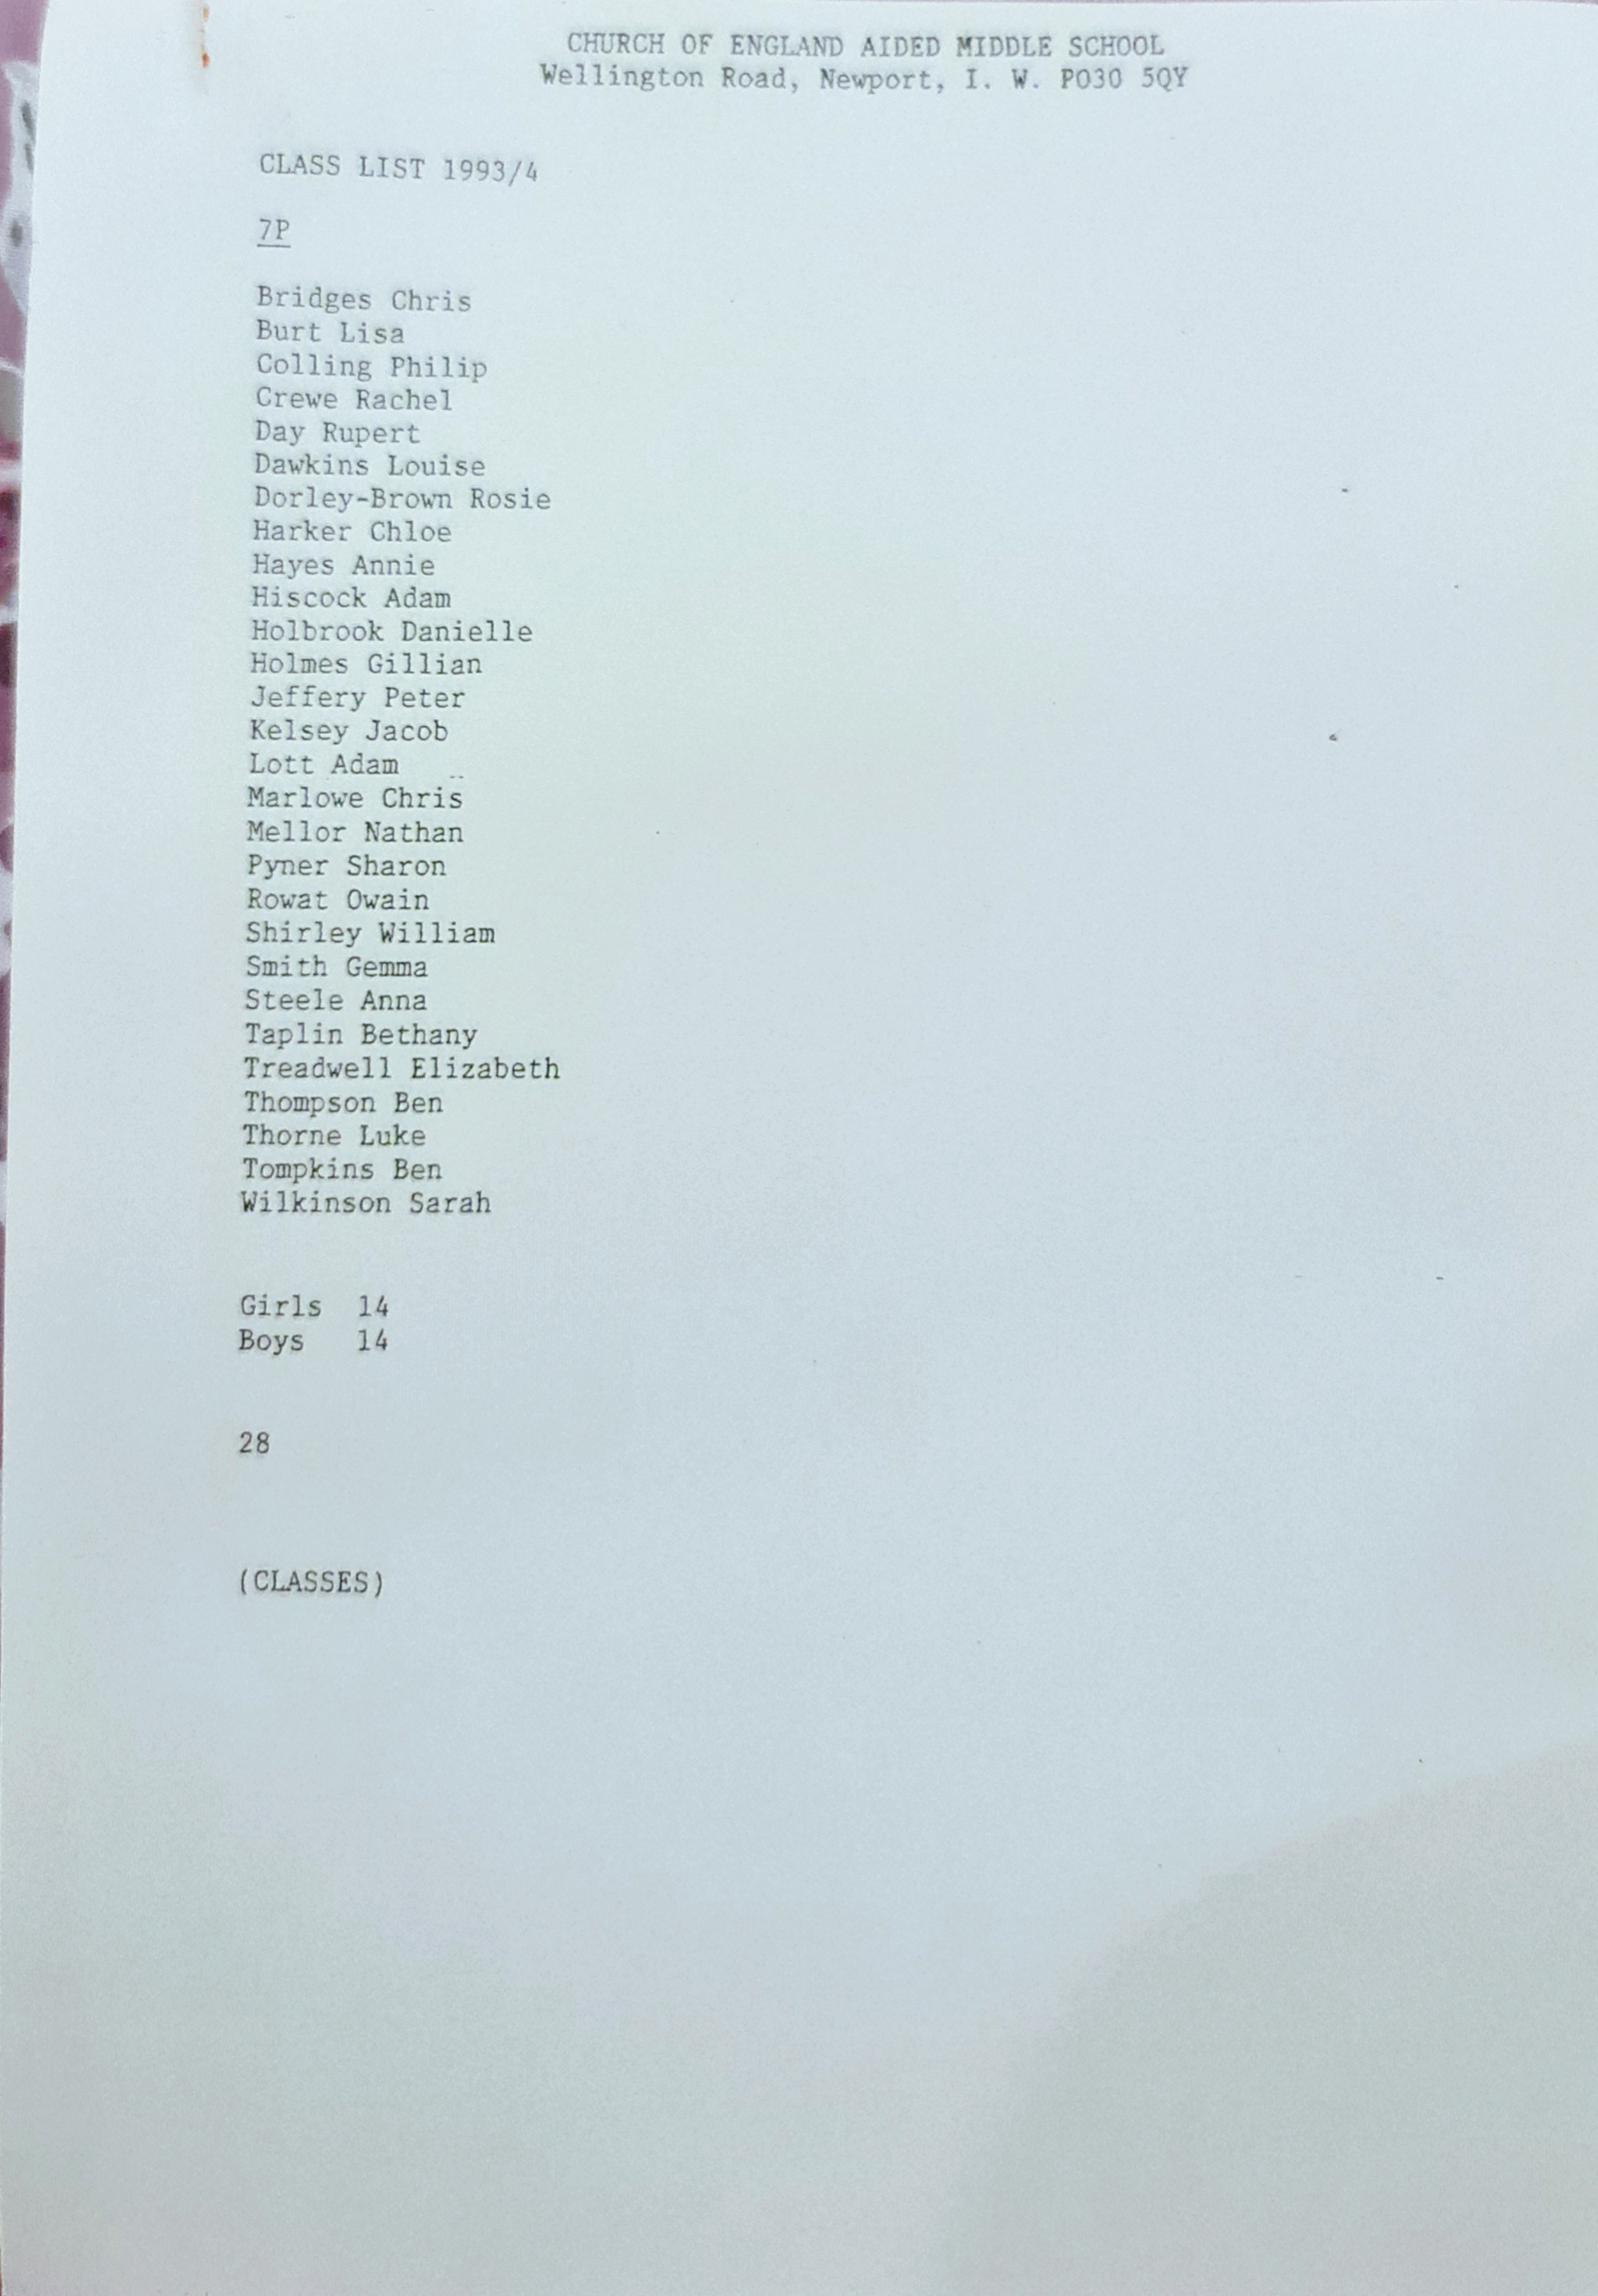 CHURCH OF ENGLAND AIDED MIDDLE SCHOOL
Wellington Road, Newport, I. W. PO30 5QY
CLASS LIST 1993/4
7P
Bridges Chris
Burt Lisa
Colling Philip
Crewe Rachel
Day Rupert
Dawkins Louise
Dorley-Brown Rosie
Harker Chloe
Hayes Annie
Hiscock Adam
Holbrook Danielle
Holmes Gillian
Jeffery Peter
Kelsey Jacob
Lott Adam
Marlowe Chris
Mellor Nathan
Pyner Sharon
Rowat Owain
Shirley William
Smith Gemma
Steele Anna
Taplin Bethany
Treadwell Elizabeth
Thompson Ben
Thorne Luke
Tompkins Ben
Wilkinson Sarah
Girls 14
Boys 14
28
(CLASSES)